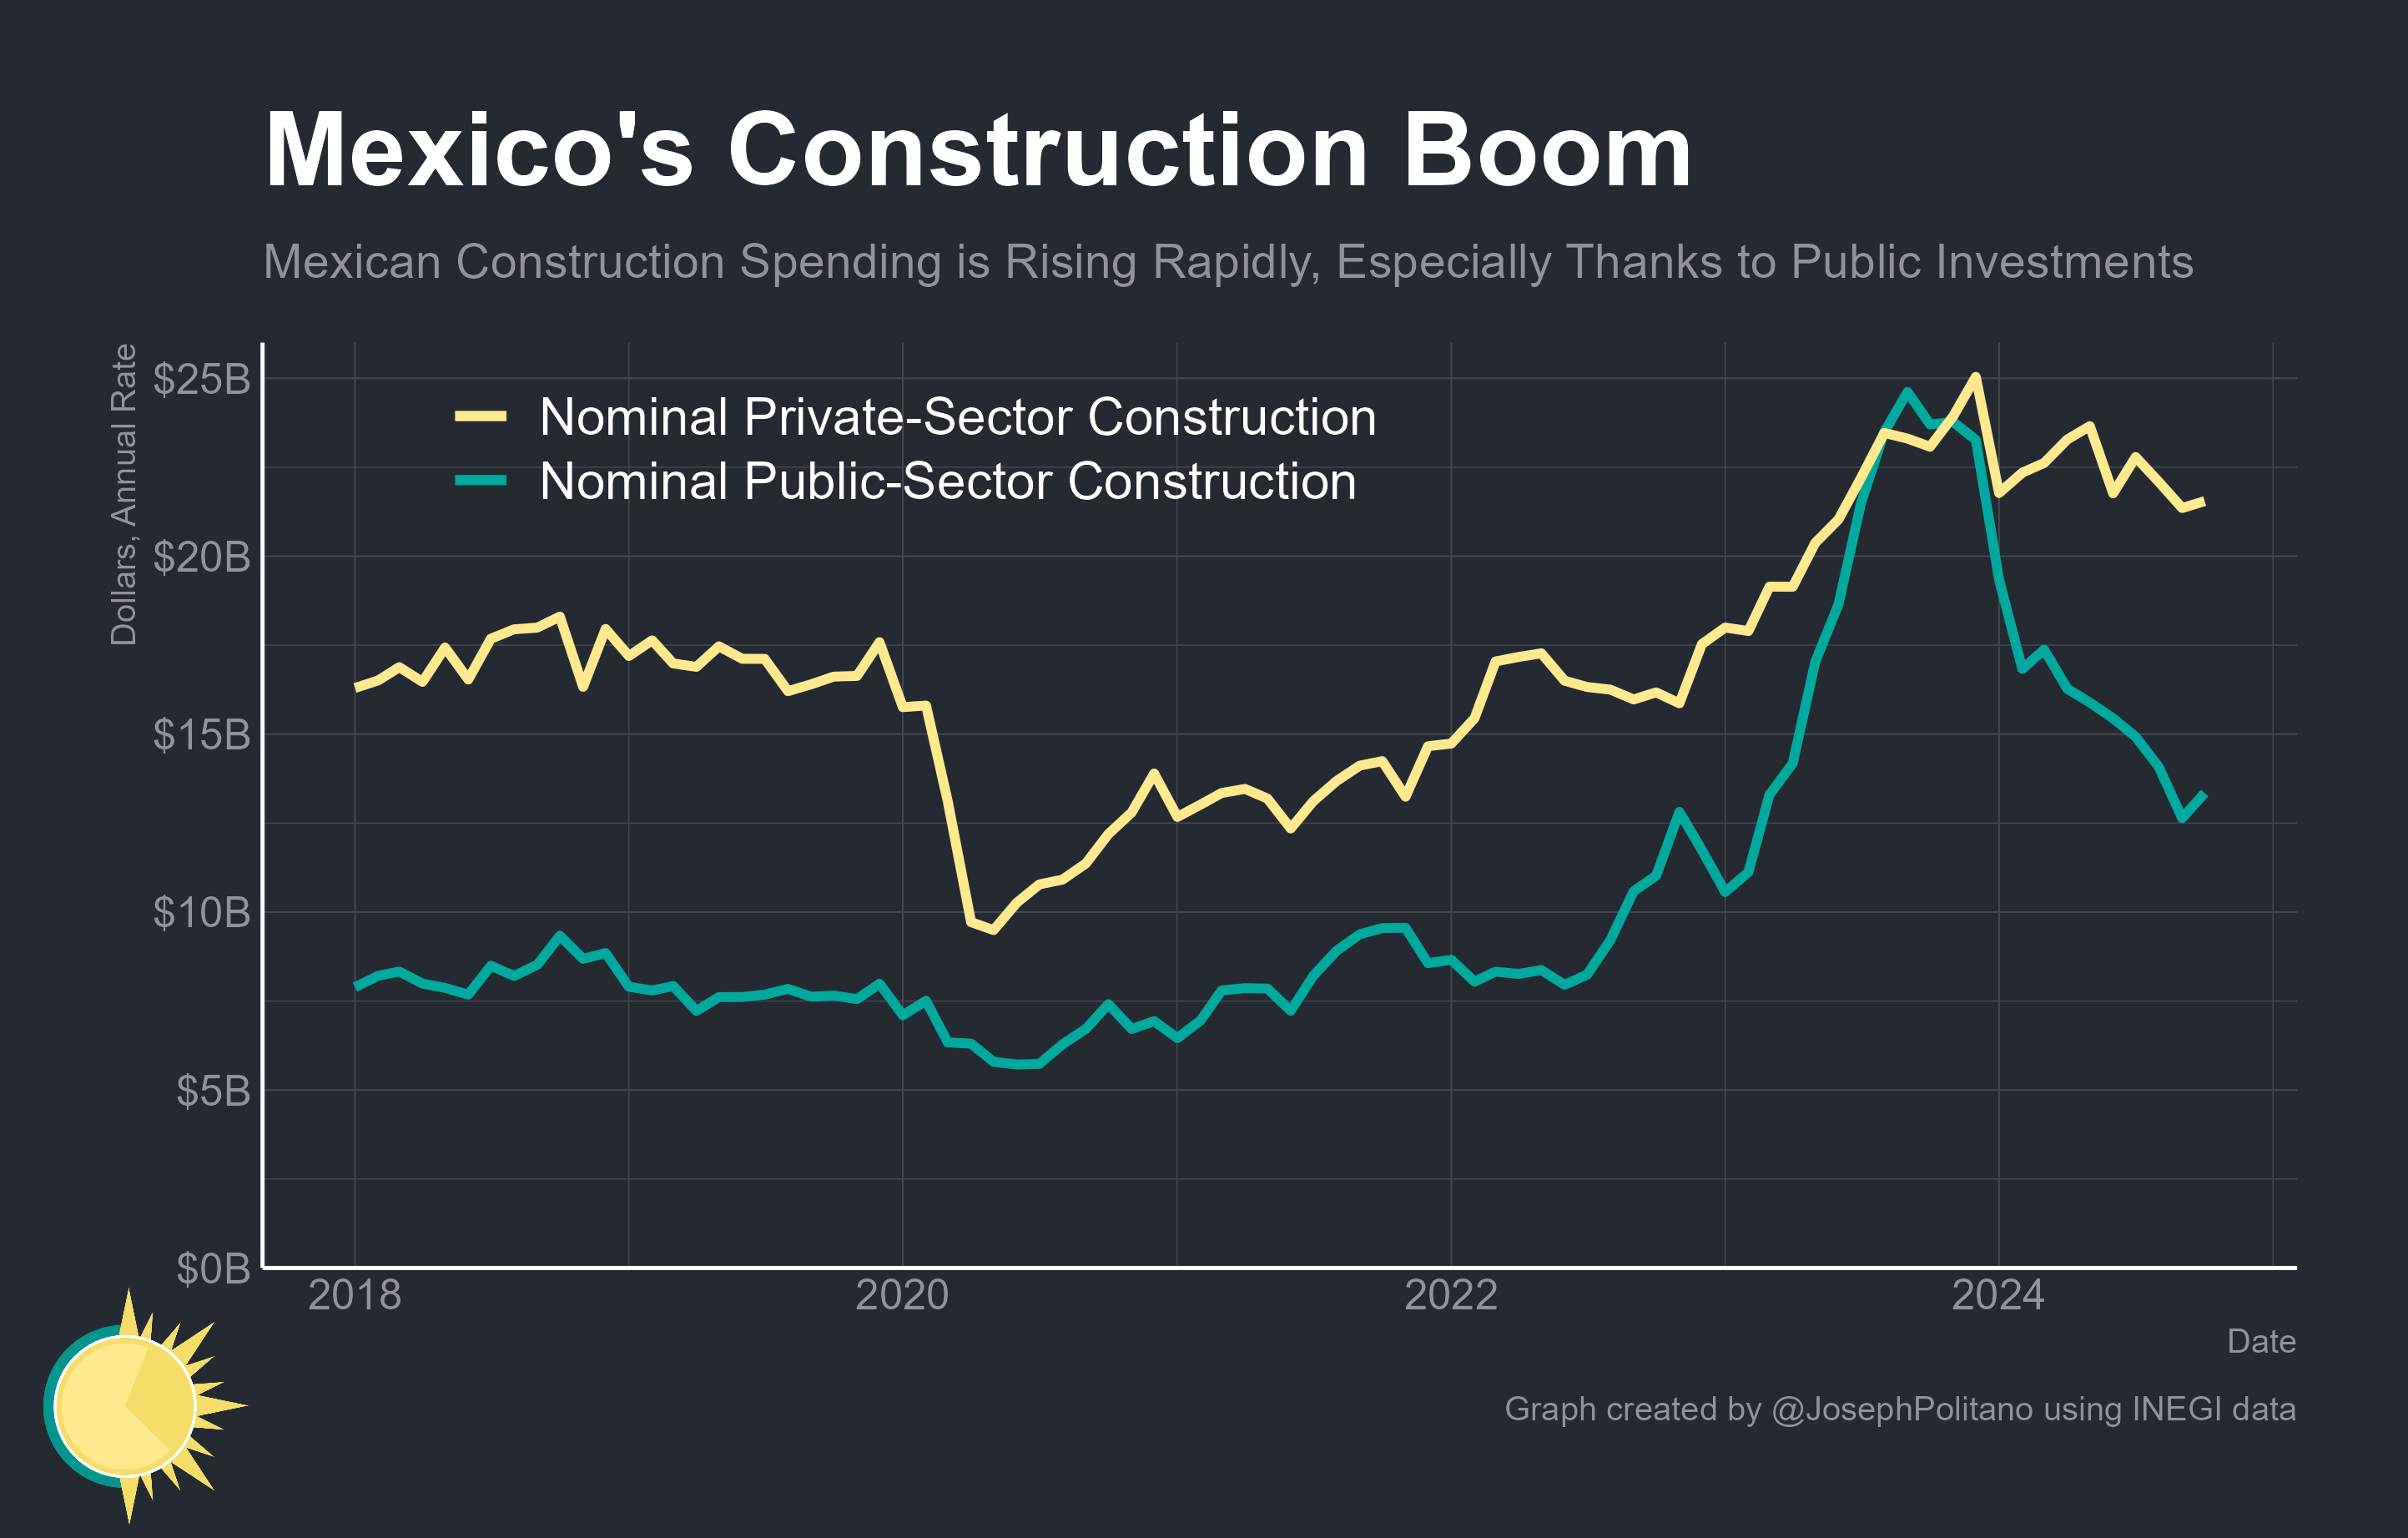 Mexico's Construction Boom
Mexican Construction Spending is Rising Rapidly, Especially Thanks to Public Investments
Dollars, Annual Rate
$25B
$20B
$15B
$10B
$5B
$0B
Nominal Private-Sector Construction
Nominal Public-Sector Construction
2018
2020
2022
2024
Date
Graph created by @JosephPolitano using INEGI data